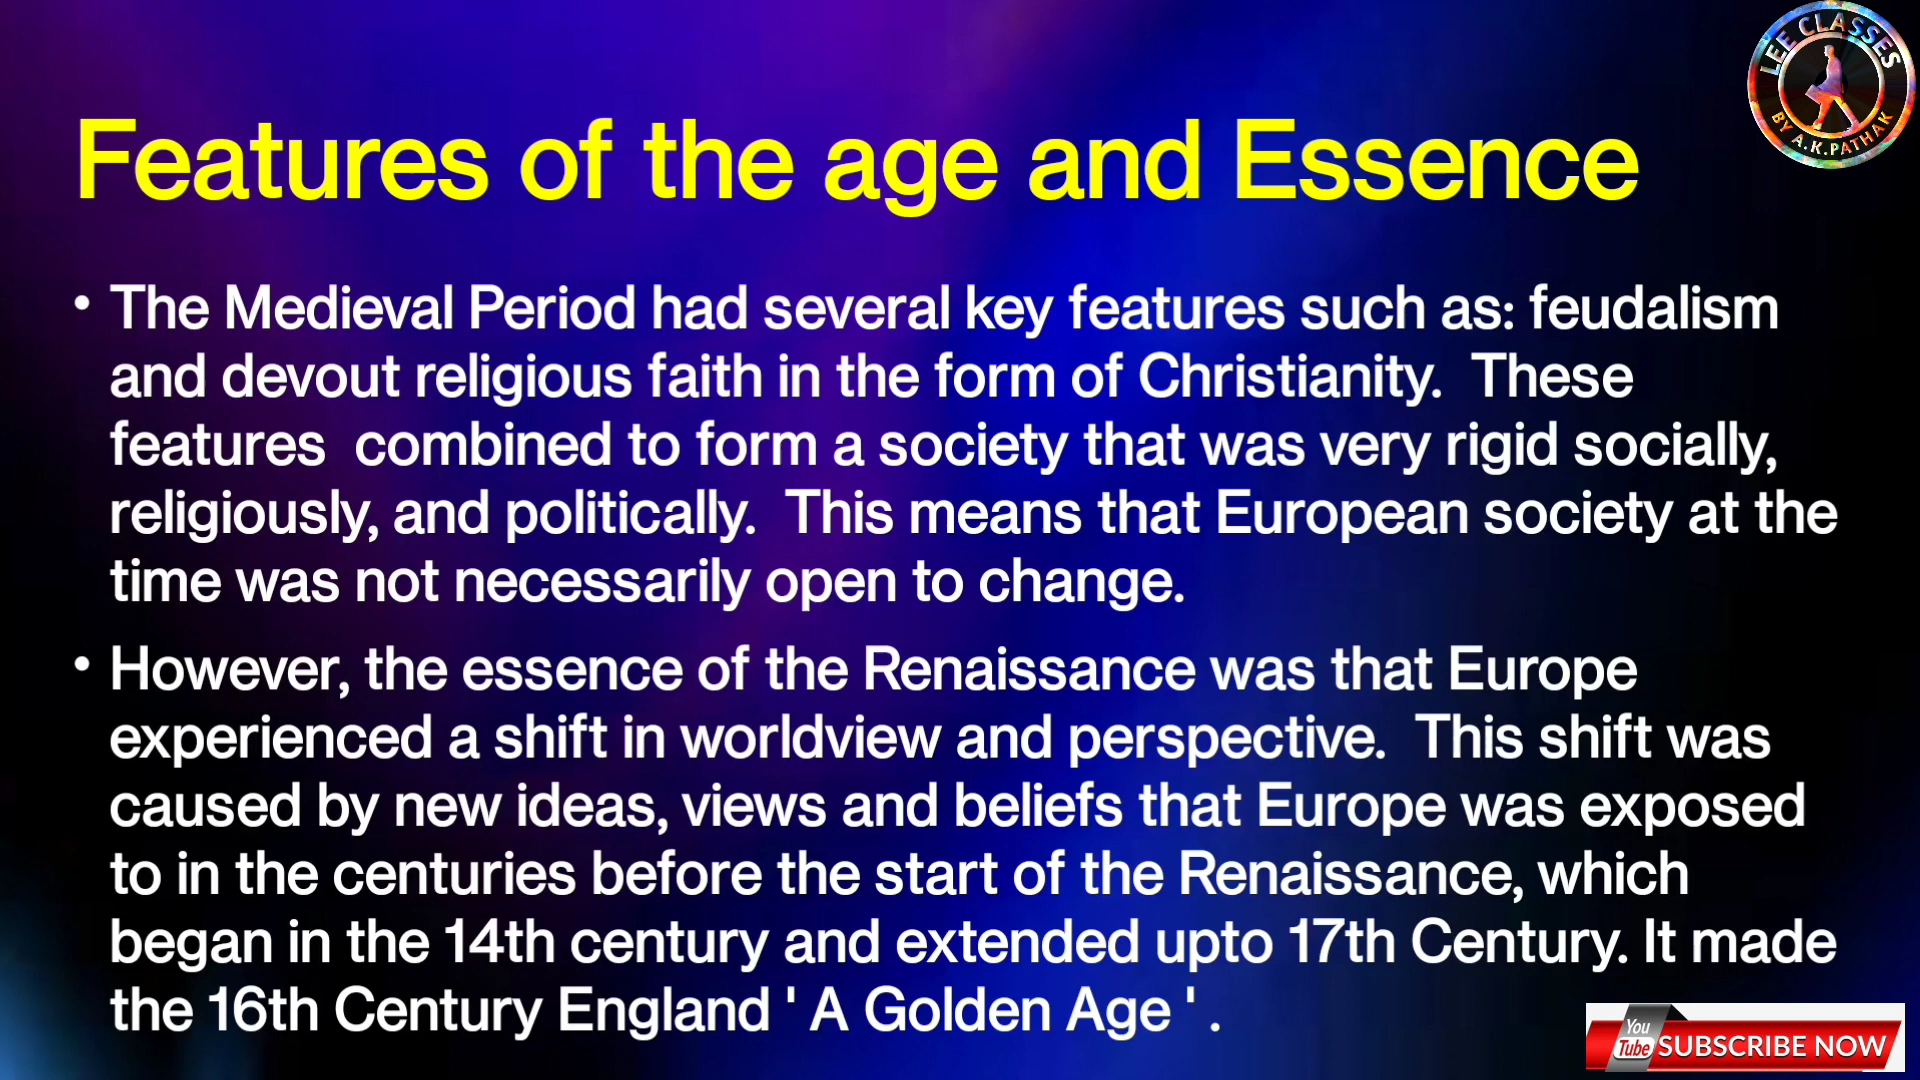 LEE CLASSES
BY A.K.PATHAK
Features of the age and Essence
• The Medieval Period had several key features such as: feudalism
and devout religious faith in the form of Christianity.  These
features  combined to form a society that was very rigid socially,
religiously, and politically.  This means that European society at the
time was not necessarily open to change.
• However, the essence of the Renaissance was that Europe
experienced a shift in worldview and perspective.  This shift was
caused by new ideas, views and beliefs that Europe was exposed
to in the centuries before the start of the Renaissance, which
began in the 14th century and extended upto 17th Century. It made
the 16th Century England ' A Golden Age ' .
You
Tube SUBSCRIBE NOW